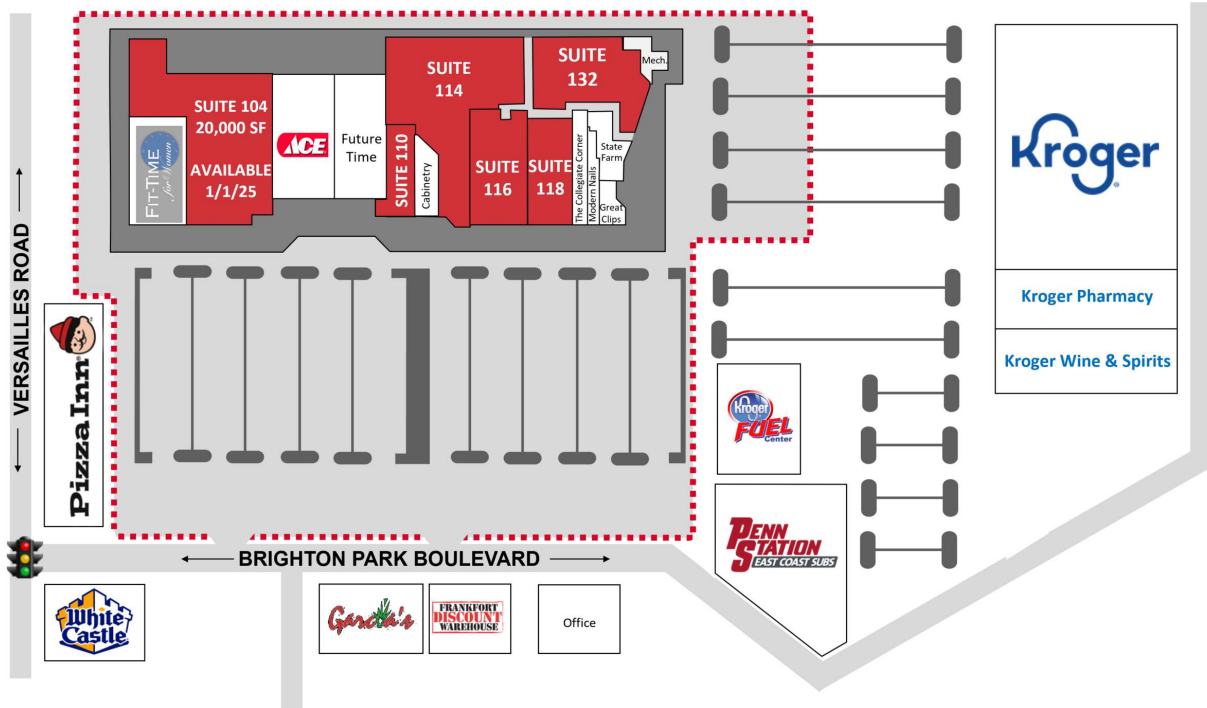 SUITE 104
20,000 SF
AVAILABLE
1/1/25
FIT-TIME
for Women
ACE
Future
Time
SUITE
114
SUITE 110
Cabinetry
SUITE
116
SUITE
118
SUITE
132
Mech.
The Collegiate Corner
Modern Nails
State
Farm
Great
Clips
Kroger
Kroger Pharmacy
Kroger Wine & Spirits
VERSAILLES ROAD
Pizza Inn
Kroger
FUEL
Center
PENN
STATION
EAST COAST SUBS
BRIGHTON PARK BOULEVARD
White
Castle
Garcia's
FRANKFORT
DISCOUNT
WAREHOUSE
Office